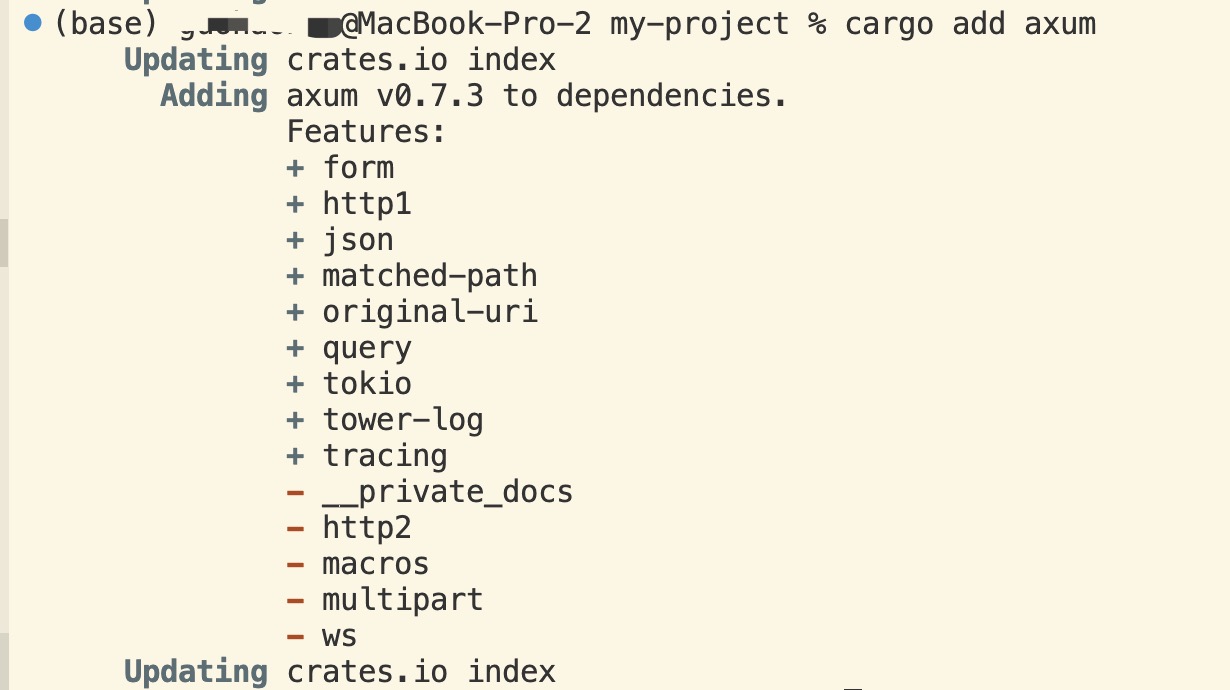 (base) @MacBook-Pro-2 my-project % cargo add axum
Updating crates.io index
Adding axum v0.7.3 to dependencies.
Features:
+ form
+ http1
+ json
+ matched-path
+ original-uri
+ query
+ tokio
+ tower-log
+ tracing
- __private_docs
- http2
- macros
- multipart
- ws
Updating crates.io index